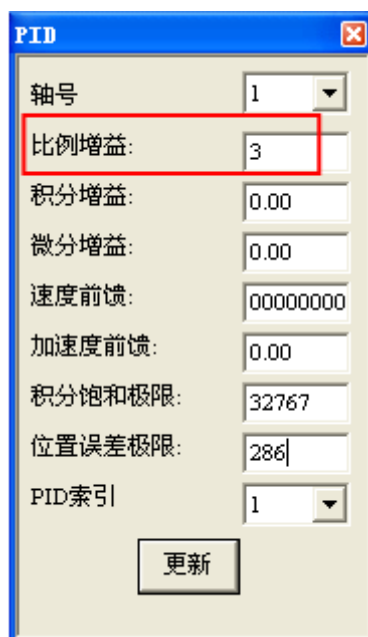 PID
轴号 1
比例增益: 3
积分增益: 0.00
微分增益: 0.00
速度前馈: 00000000
加速度前馈: 0.00
积分饱和极限: 32767
位置误差极限: 286
PID索引 1
更新